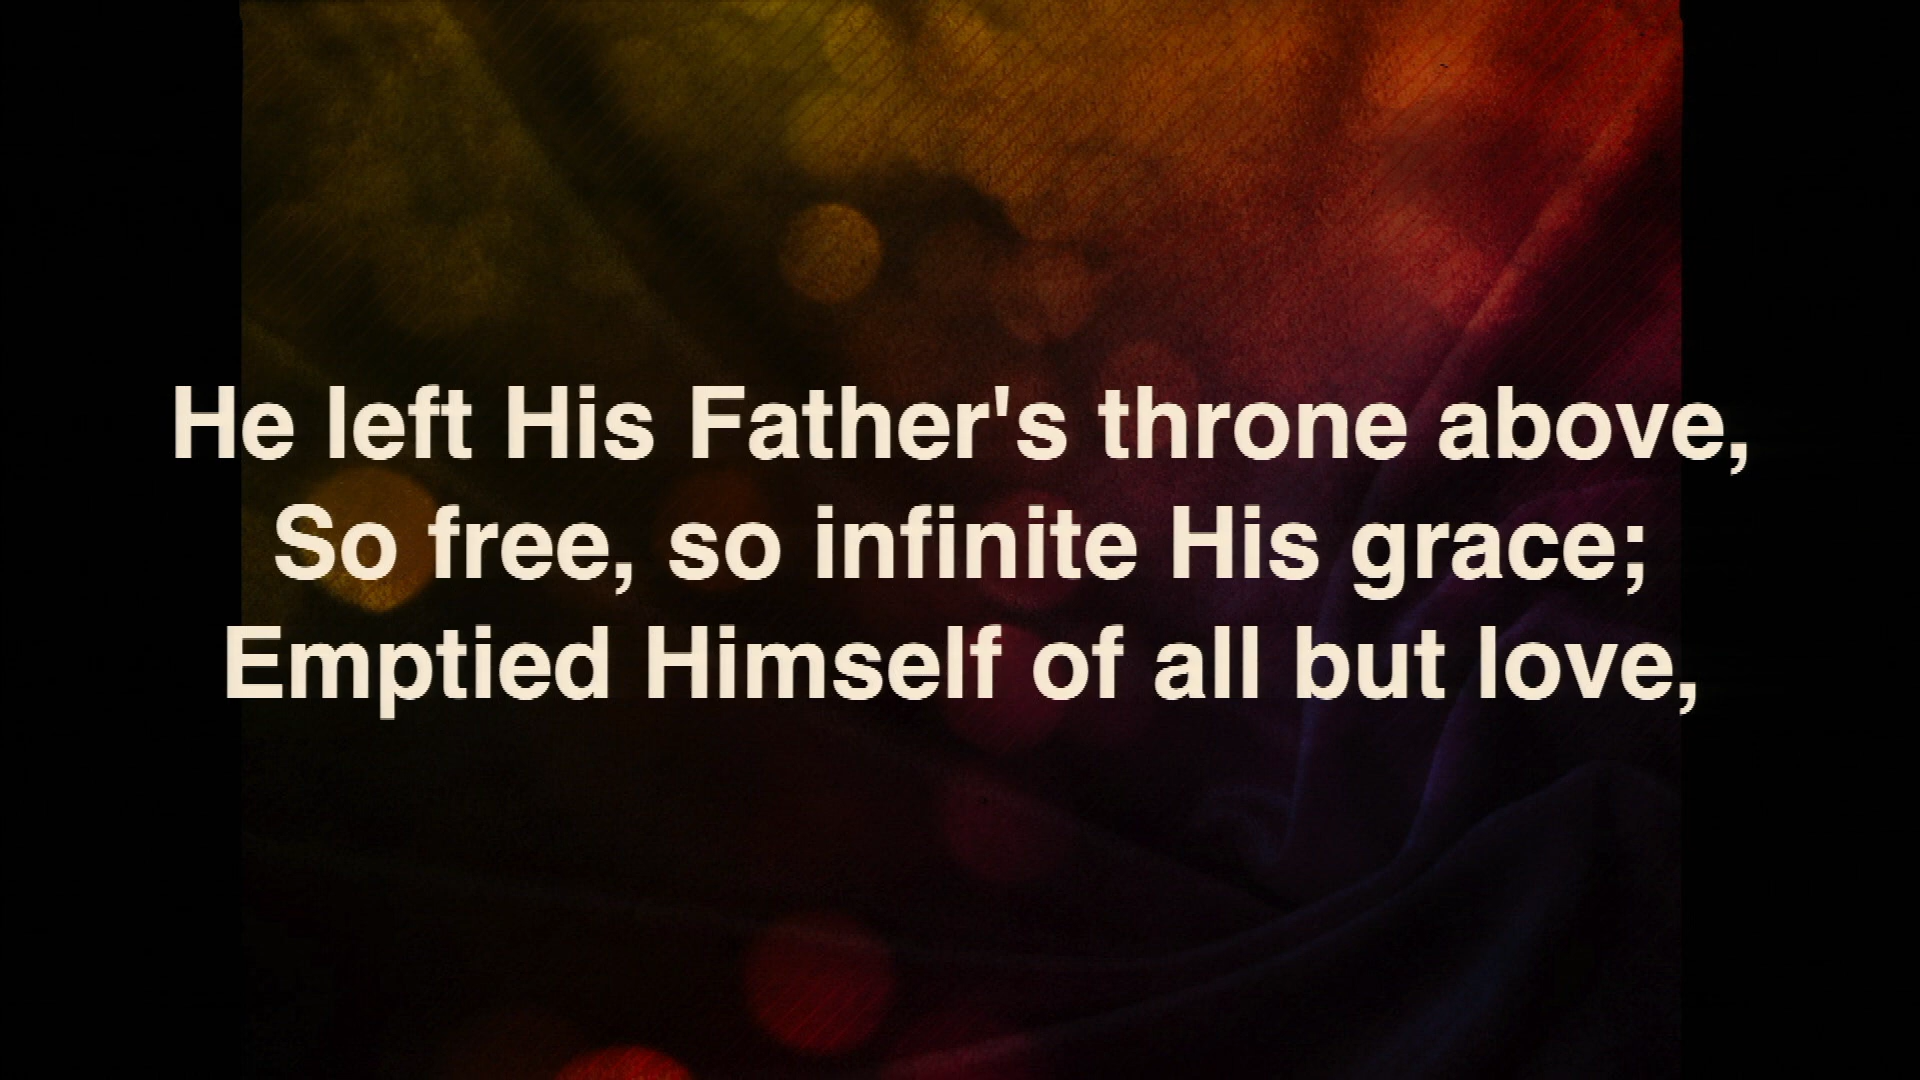 He left His Father's throne above,
So free, so infinite His grace;
Emptied Himself of all but love,